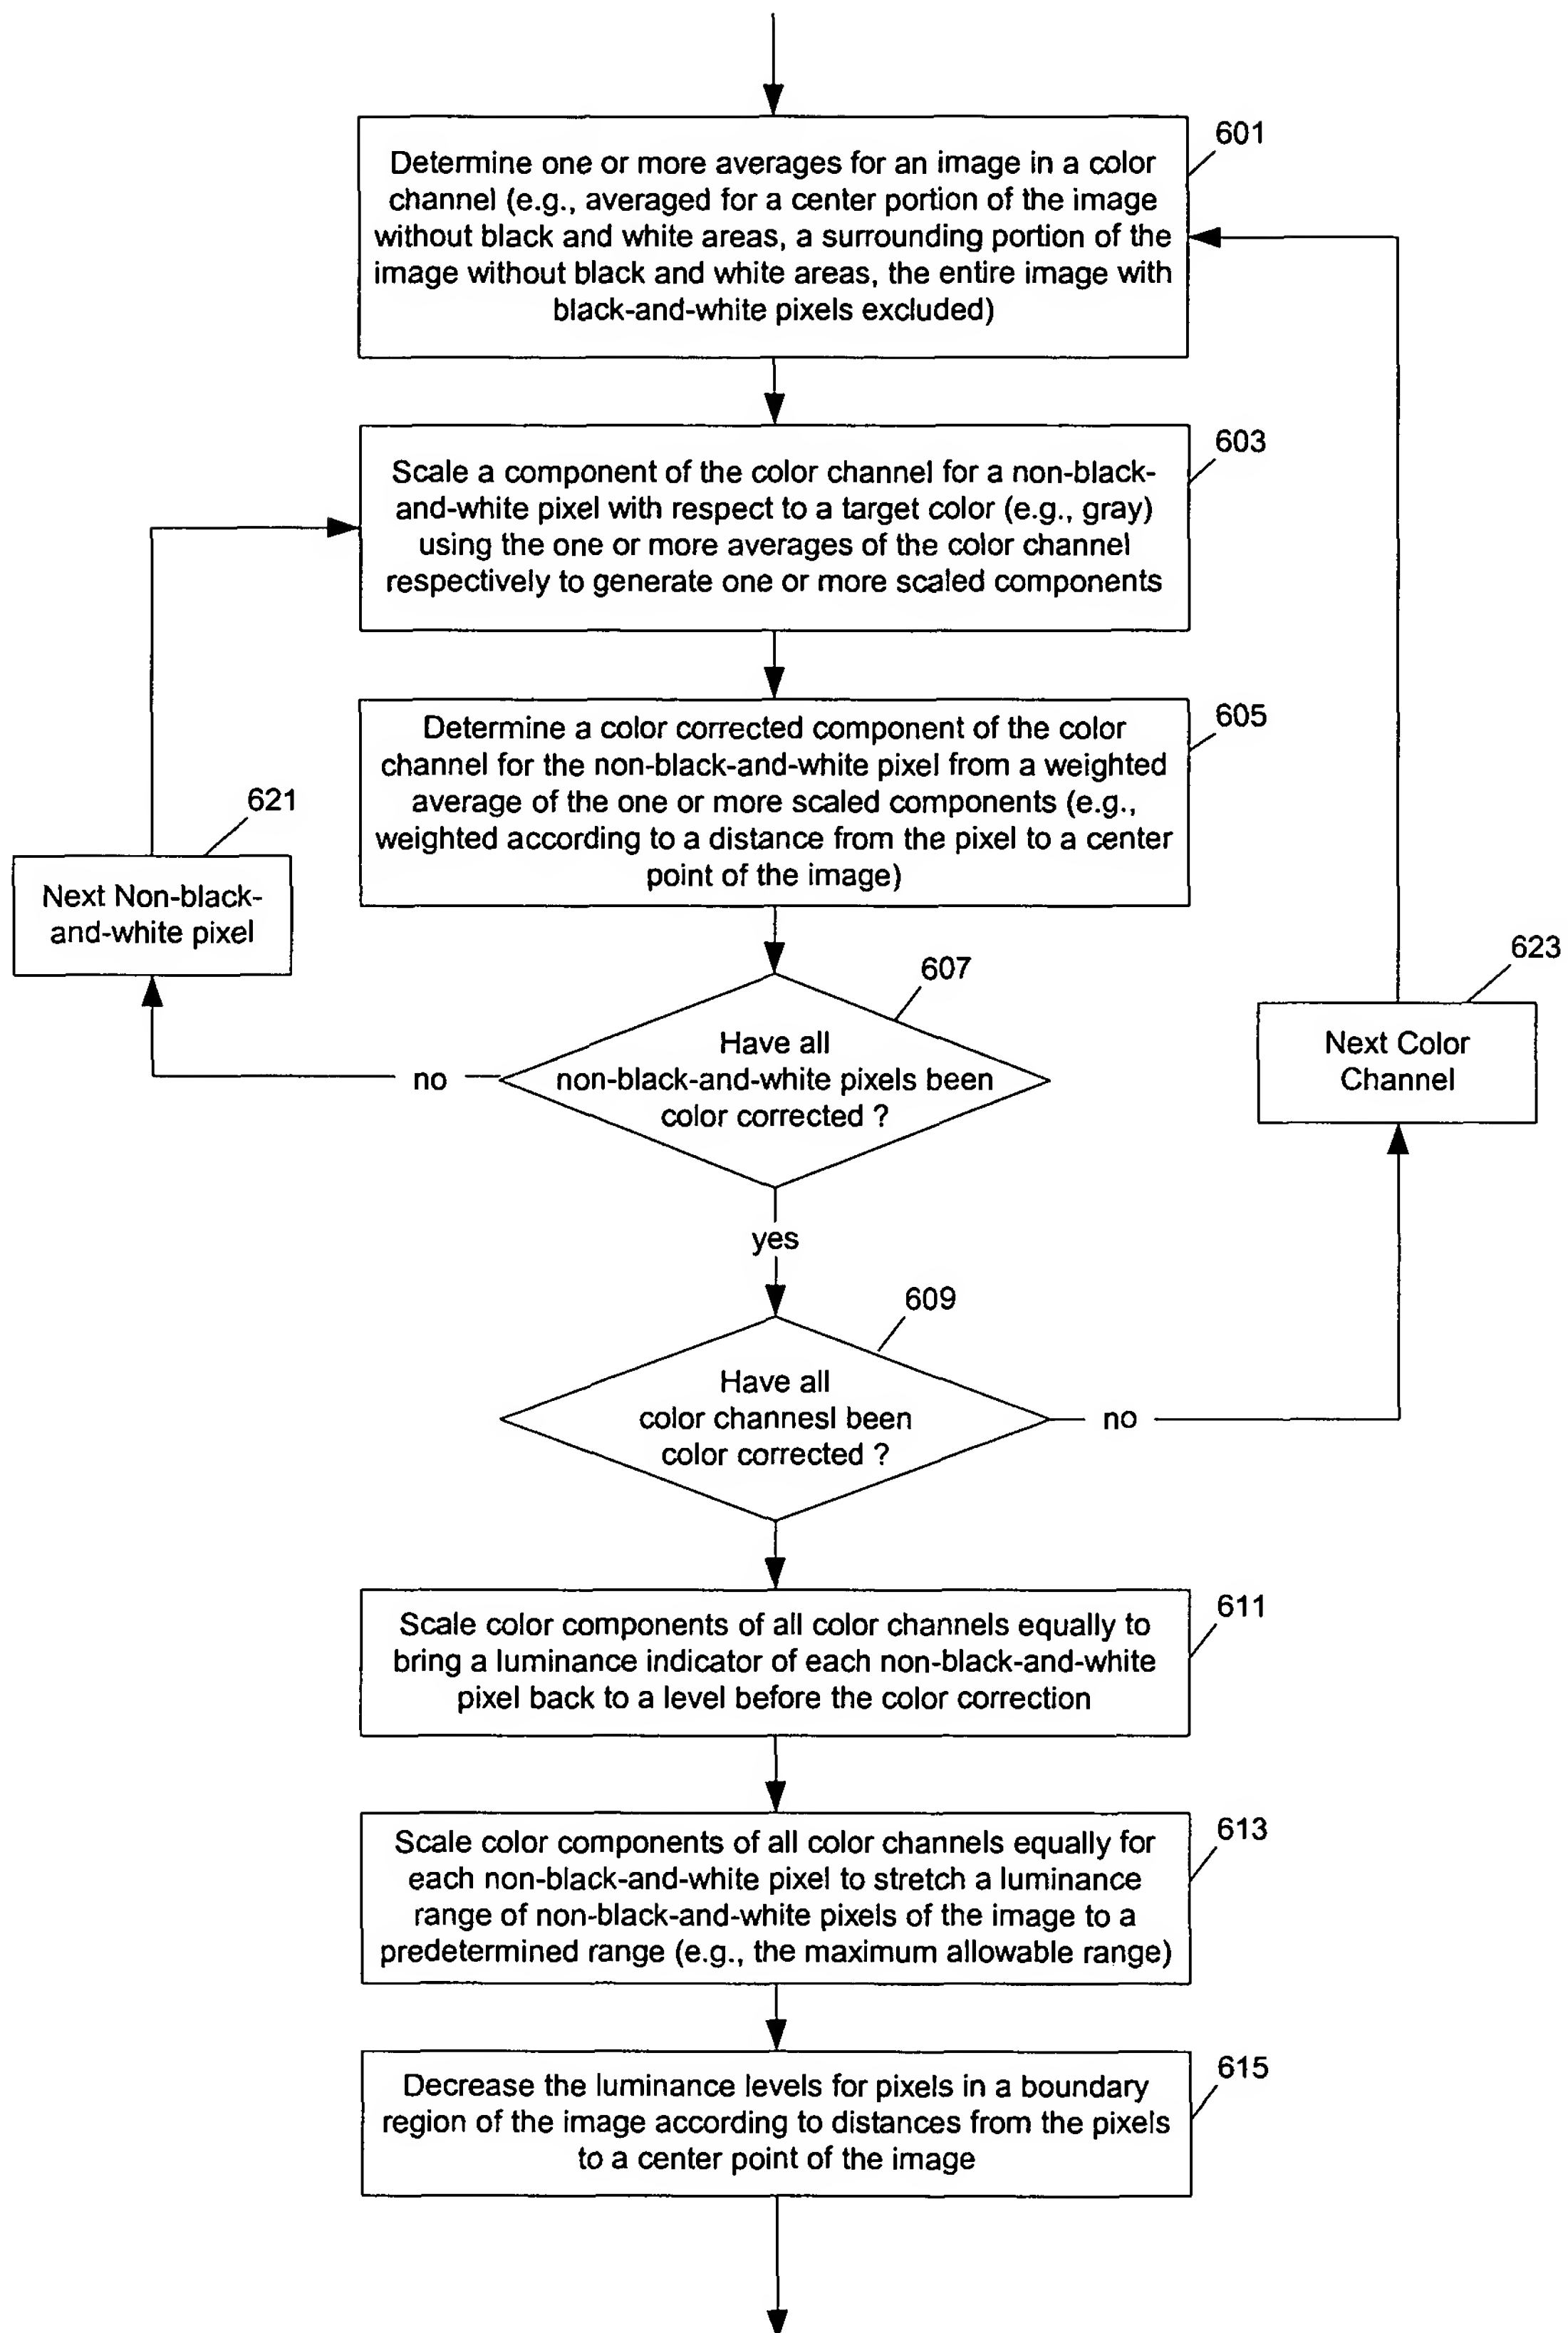 601
Determine one or more averages for an image in a color
channel (e.g., averaged for a center portion of the image
without black and white areas, a surrounding portion of the
image without black and white areas, the entire image with
black-and-white pixels excluded)
603
Scale a component of the color channel for a non-black-
and-white pixel with respect to a target color (e.g., gray)
using the one or more averages of the color channel
respectively to generate one or more scaled components
605
Determine a color corrected component of the color
channel for the non-black-and-white pixel from a weighted
average of the one or more scaled components (e.g.,
weighted according to a distance from the pixel to a center
point of the image)
621
Next Non-black-
and-white pixel
607
Have all
non-black-and-white pixels been
color corrected ?
no
yes
623
Next Color
Channel
609
Have all
color channesl been
color corrected ?
no
611
Scale color components of all color channels equally to
bring a luminance indicator of each non-black-and-white
pixel back to a level before the color correction
613
Scale color components of all color channels equally for
each non-black-and-white pixel to stretch a luminance
range of non-black-and-white pixels of the image to a
predetermined range (e.g., the maximum allowable range)
615
Decrease the luminance levels for pixels in a boundary
region of the image according to distances from the pixels
to a center point of the image